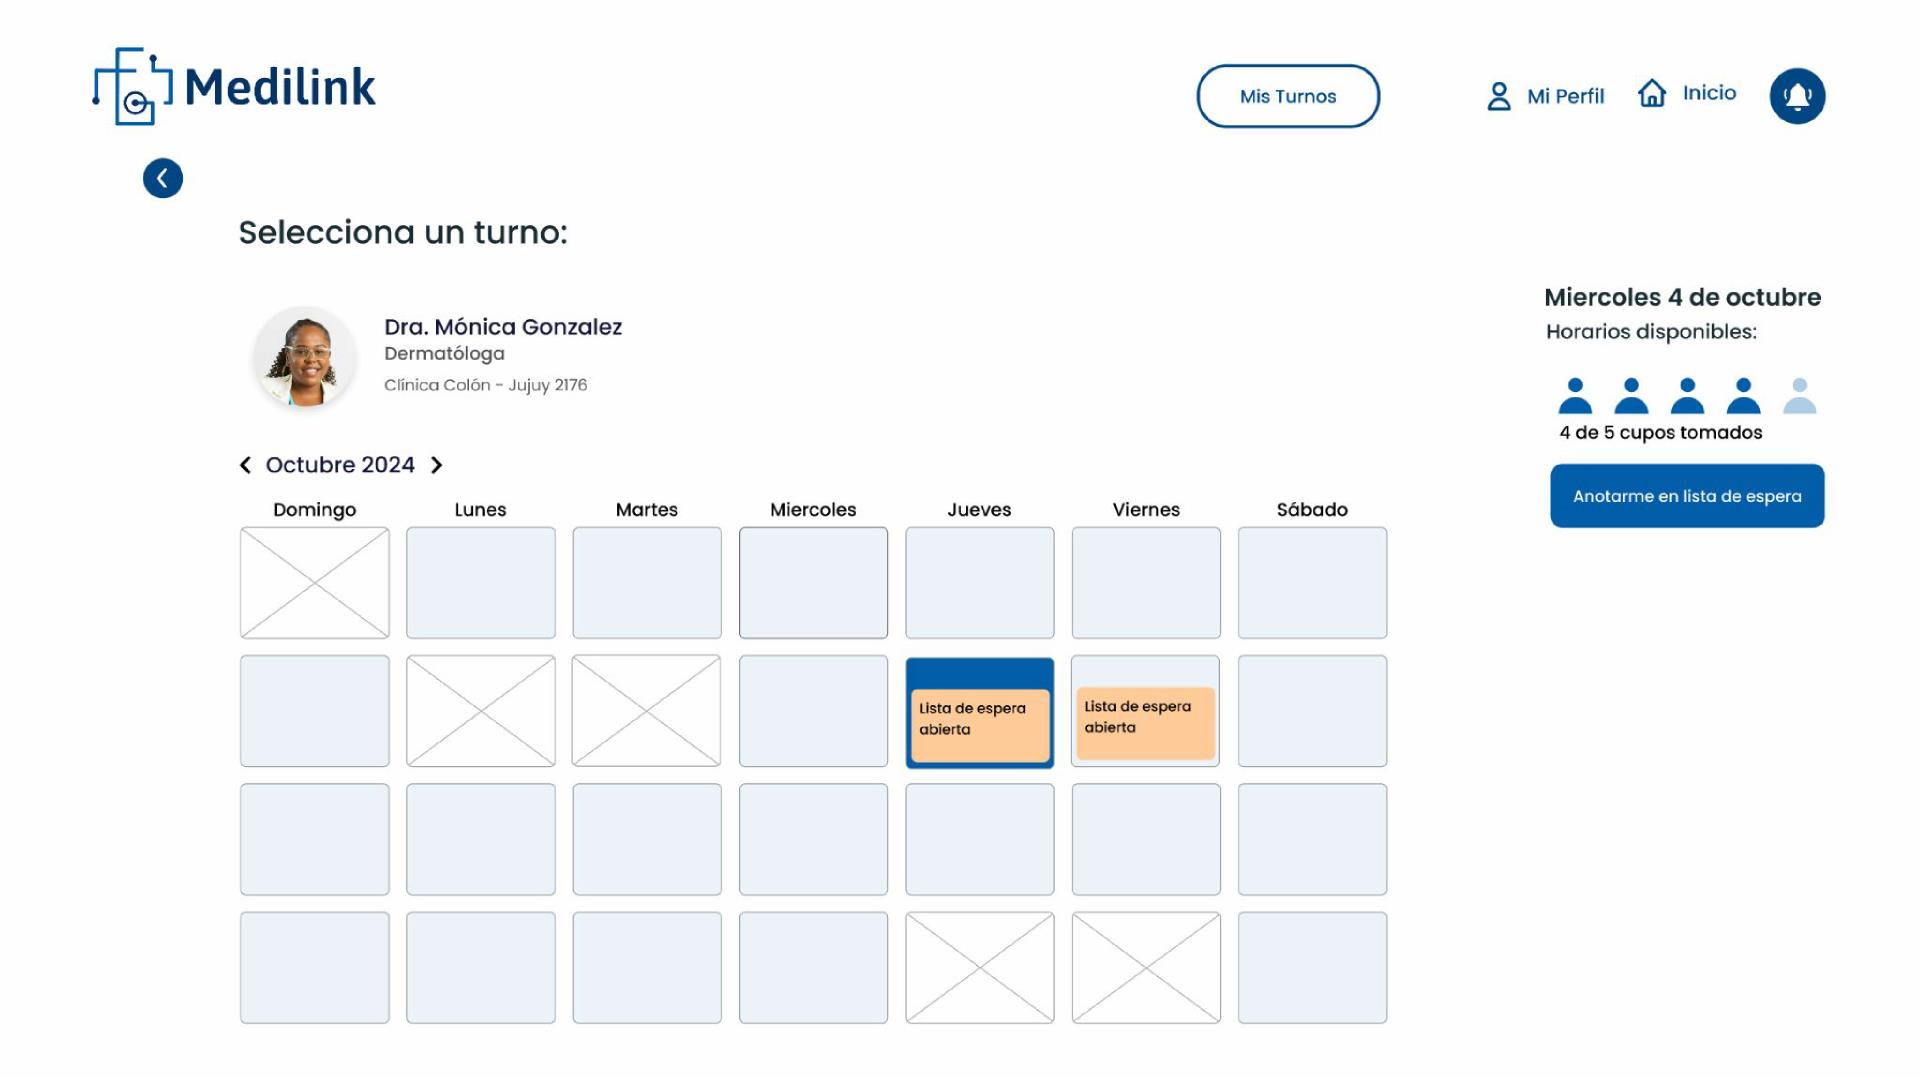 Medilink
Mis Turnos
Mi Perfil
Inicio
Selecciona un turno:
Dra. Mónica Gonzalez
Dermatóloga
Clínica Colón - Jujuy 2176
Miercoles 4 de octubre
Horarios disponibles:
4 de 5 cupos tomados
Anotarme en lista de espera
Octubre 2024
Domingo Lunes Martes Miercoles Jueves Viernes Sábado
Lista de espera
abierta
Lista de espera
abierta